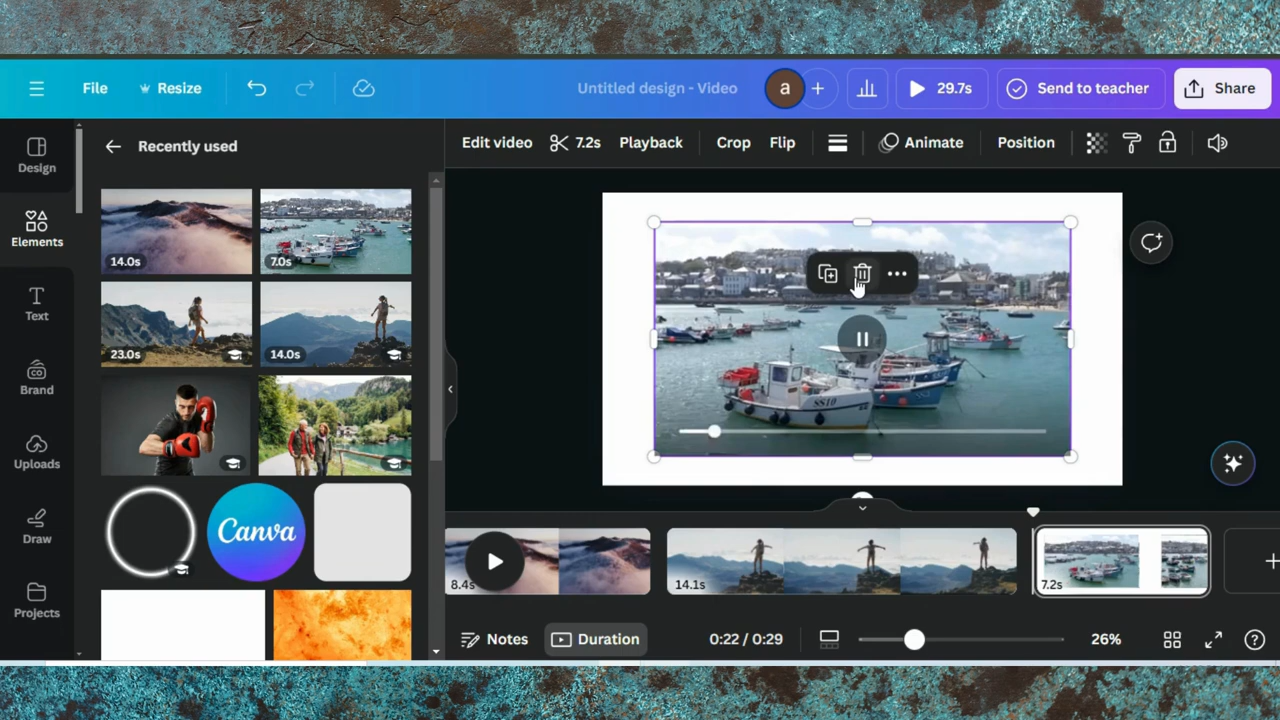 File
Resize
Untitled design - Video
a
29.7s
Send to teacher
Share
Design
Elements
Text
Brand
Uploads
Draw
Projects
Recently used
14.0s
7.0s
23.0s
14.0s
Canva
Edit video
7.2s
Playback
Crop
Flip
Animate
Position
SS10
8.4s
14.1s
7.2s
Notes
Duration
0:22 / 0:29
26%